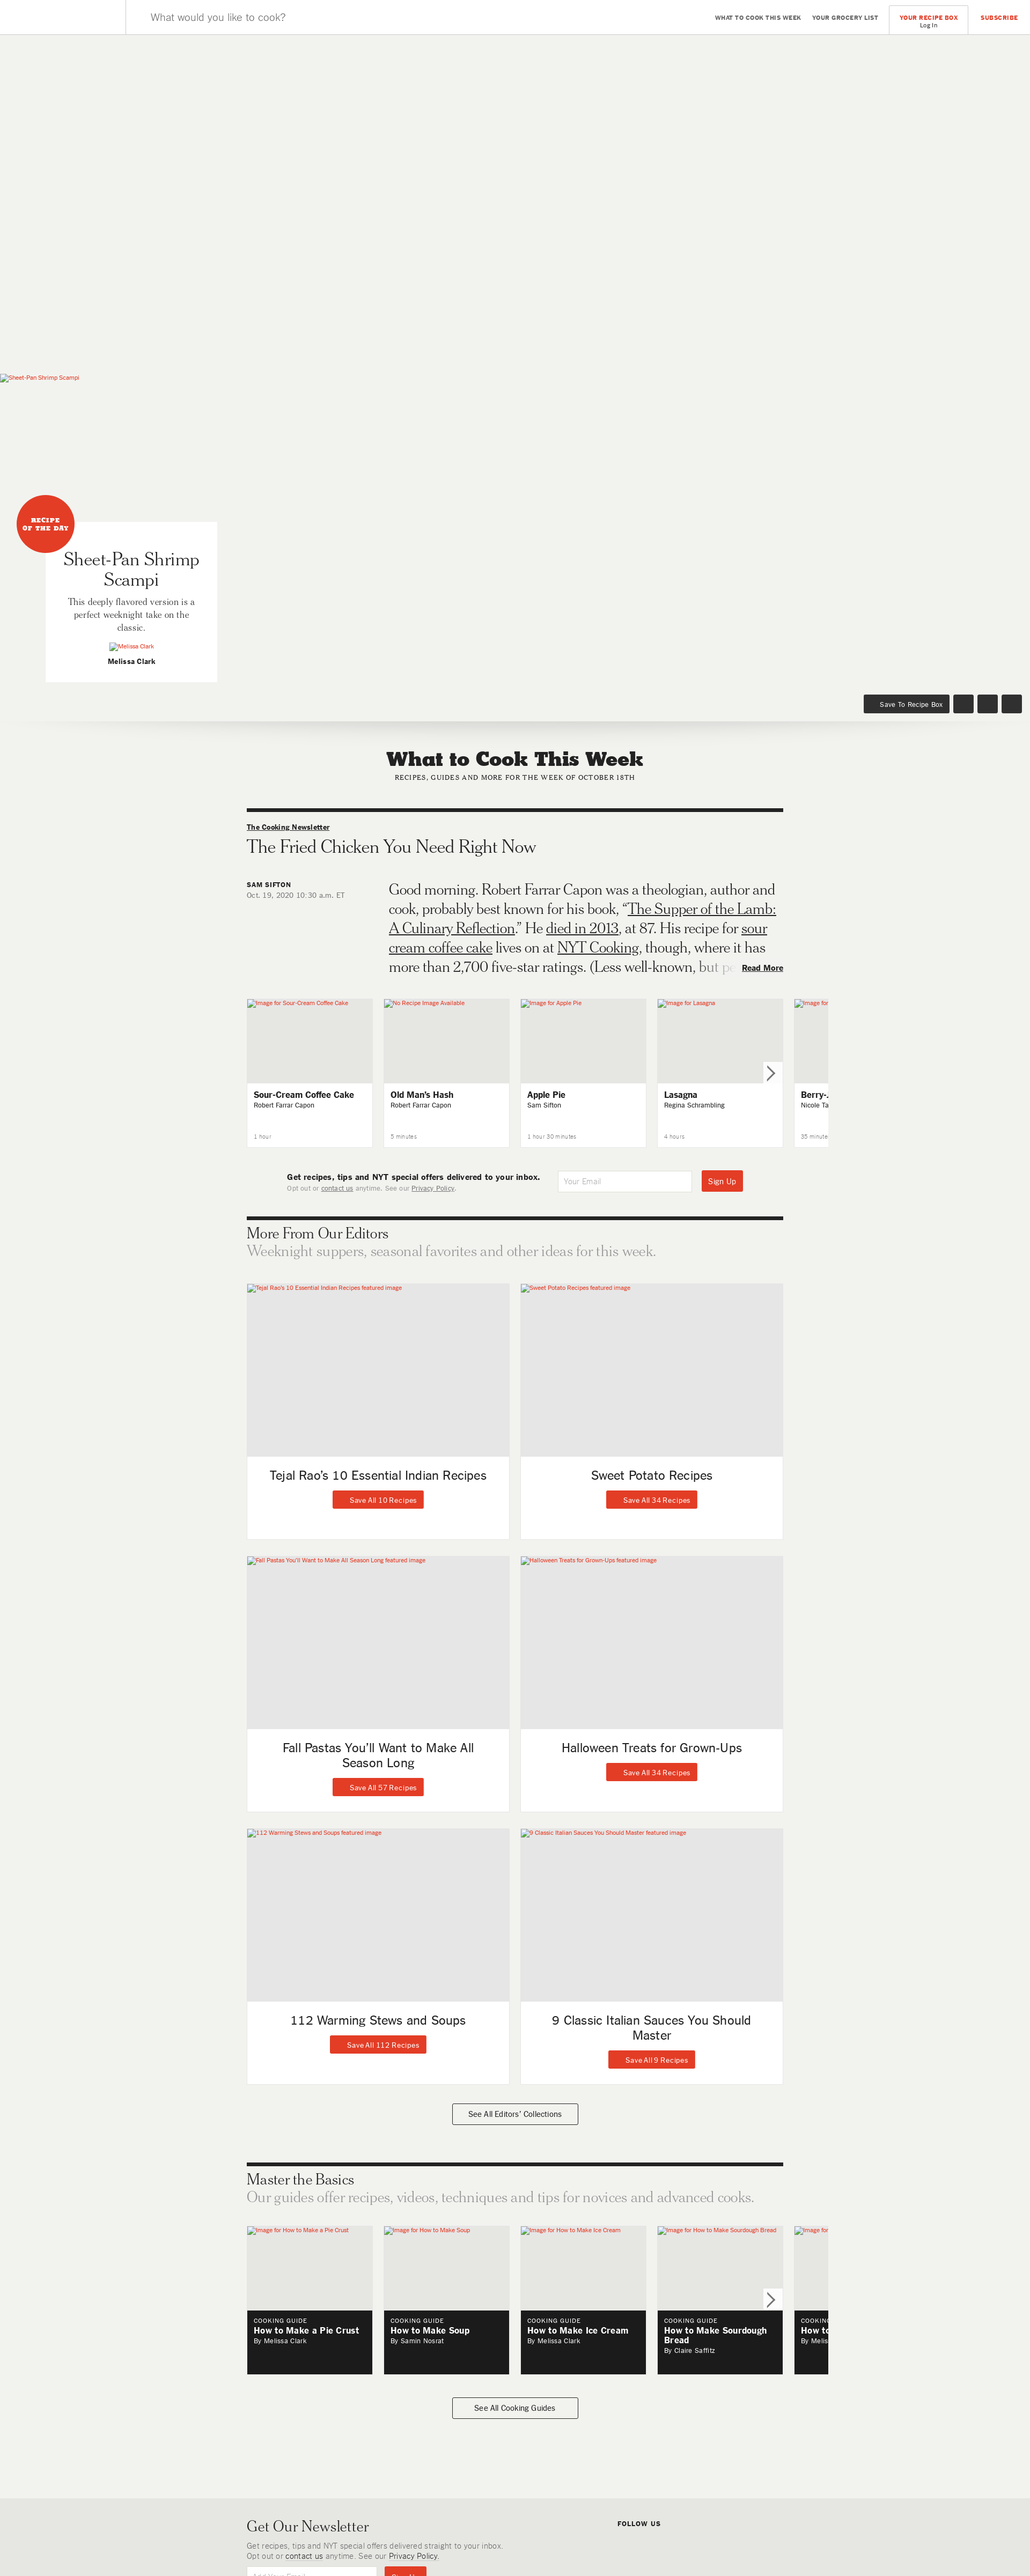 What would you like to cook?
WHAT TO COOK THIS WEEK
YOUR GROCERY LIST
YOUR RECIPE BOX
Log In
SUBSCRIBE
Sheet-Pan Shrimp Scampi
RECIPE
OF THE DAY
Sheet-Pan Shrimp
Scampi
This deeply flavored version is a
perfect weeknight take on the
classic.
Melissa Clark
Melissa Clark
Save To Recipe Box
What to Cook This Week
RECIPES, GUIDES AND MORE FOR THE WEEK OF OCTOBER 18TH
The Cooking Newsletter
The Fried Chicken You Need Right Now
SAM SIFTON
Oct. 19, 2020 10:30 a.m. ET
Good morning. Robert Farrar Capon was a theologian, author and
cook, probably best known for his book, “The Supper of the Lamb:
A Culinary Reflection.” He died in 2013, at 87. His recipe for sour
cream coffee cake lives on at NYT Cooking, though, where it has
more than 2,700 five-star ratings. (Less well-known, but pe
Read More
Image for Sour-Cream Coffee Cake
Sour-Cream Coffee Cake
Robert Farrar Capon
1 hour
No Recipe Image Available
Old Man's Hash
Robert Farrar Capon
5 minutes
Image for Apple Pie
Apple Pie
Sam Sifton
1 hour 30 minutes
Image for Lasagna
Lasagna
Regina Schrambling
4 hours
Image for
Berry-
Nicole Ta
35 minute
Get recipes, tips and NYT special offers delivered to your inbox.
Opt out or contact us anytime. See our Privacy Policy.
Your Email
Sign Up
More From Our Editors
Weeknight suppers, seasonal favorites and other ideas for this week.
Tejal Rao's 10 Essential Indian Recipes featured image
Tejal Rao’s 10 Essential Indian Recipes
Save All 10 Recipes
Sweet Potato Recipes featured image
Sweet Potato Recipes
Save All 34 Recipes
Fall Pastas You'll Want to Make All Season Long featured image
Fall Pastas You’ll Want to Make All
Season Long
Save All 57 Recipes
Halloween Treats for Grown-Ups featured image
Halloween Treats for Grown-Ups
Save All 34 Recipes
112 Warming Stews and Soups featured image
112 Warming Stews and Soups
Save All 112 Recipes
9 Classic Italian Sauces You Should Master featured image
9 Classic Italian Sauces You Should
Master
Save All 9 Recipes
See All Editors’ Collections
Master the Basics
Our guides offer recipes, videos, techniques and tips for novices and advanced cooks.
Image for How to Make a Pie Crust
COOKING GUIDE
How to Make a Pie Crust
By Melissa Clark
Image for How to Make Soup
COOKING GUIDE
How to Make Soup
By Samin Nosrat
Image for How to Make Ice Cream
COOKING GUIDE
How to Make Ice Cream
By Melissa Clark
Image for How to Make Sourdough Bread
COOKING GUIDE
How to Make Sourdough
Bread
By Claire Saffitz
Image for
COOKING
How to
By Melis
See All Cooking Guides
Get Our Newsletter
Get recipes, tips and NYT special offers delivered straight to your inbox.
Opt out or contact us anytime. See our Privacy Policy.
FOLLOW US